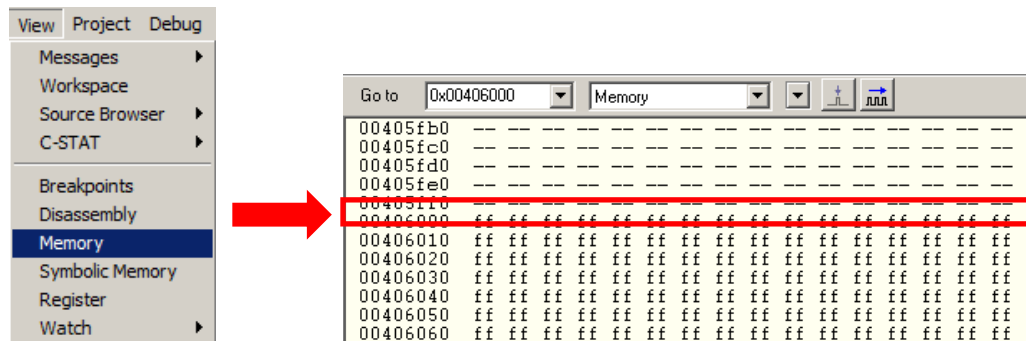 View Project Debug
Messages
Workspace
Source Browser
C-STAT
Breakpoints
Disassembly
Memory
Symbolic Memory
Register
Watch
Go to 0x00406000 Memory
00405fb0 -- -- -- -- -- -- -- -- -- -- -- -- -- -- -- --
00405fc0 -- -- -- -- -- -- -- -- -- -- -- -- -- -- -- --
00405fd0 -- -- -- -- -- -- -- -- -- -- -- -- -- -- -- --
00405fe0 -- -- -- -- -- -- -- -- -- -- -- -- -- -- -- --
00405ff0 -- -- -- -- -- -- -- -- -- -- -- -- -- -- -- --
00406000 ff ff ff ff ff ff ff ff ff ff ff ff ff ff ff ff
00406010 ff ff ff ff ff ff ff ff ff ff ff ff ff ff ff ff
00406020 ff ff ff ff ff ff ff ff ff ff ff ff ff ff ff ff
00406030 ff ff ff ff ff ff ff ff ff ff ff ff ff ff ff ff
00406040 ff ff ff ff ff ff ff ff ff ff ff ff ff ff ff ff
00406050 ff ff ff ff ff ff ff ff ff ff ff ff ff ff ff ff
00406060 ff ff ff ff ff ff ff ff ff ff ff ff ff ff ff ff